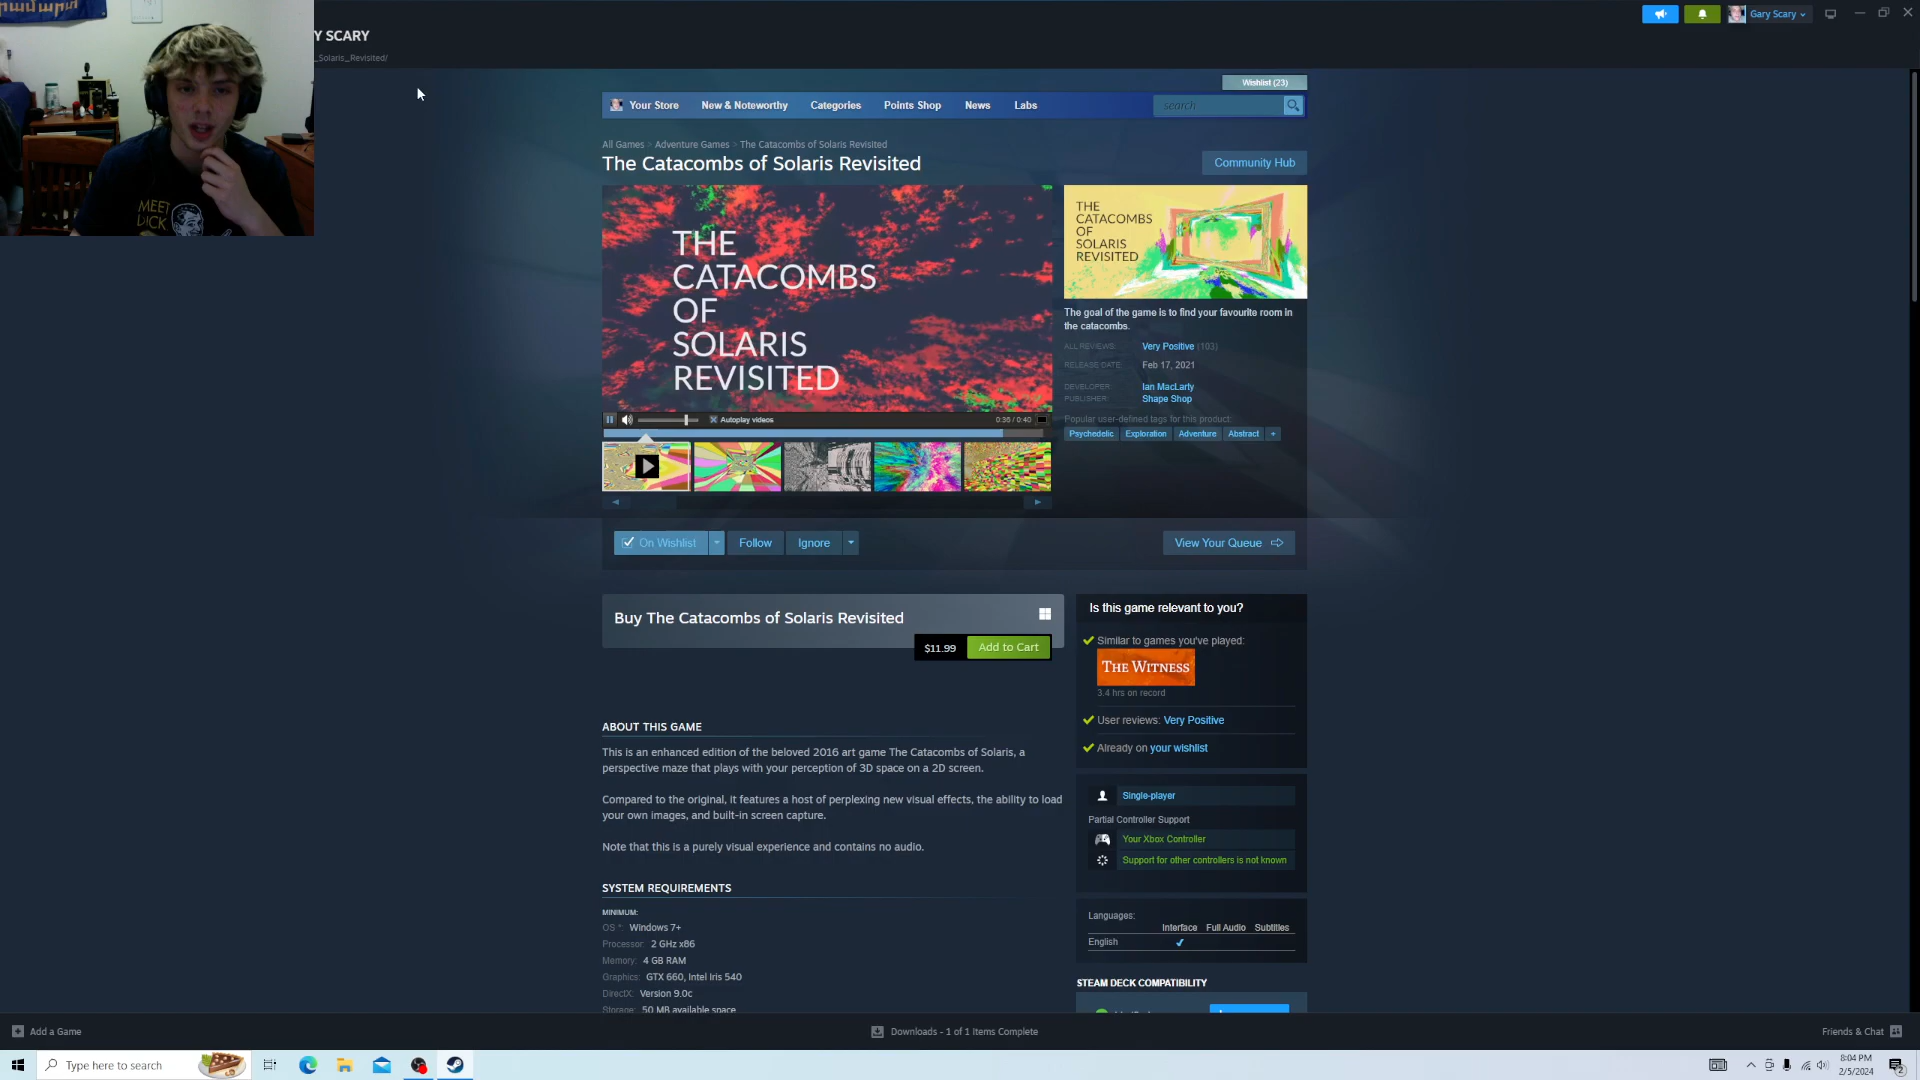 Y SCARY
_Solaris_Revisited/
MEET
DICK
Gary Scary
Wishlist (23)
Your Store
New & Noteworthy
Categories
Points Shop
News
Labs
search
All Games > Adventure Games > The Catacombs of Solaris Revisited
The Catacombs of Solaris Revisited
Community Hub
THE
CATACOMBS
OF
SOLARIS
REVISITED
Autoplay videos
0:36 / 0:40
THE
CATACOMBS
OF
SOLARIS
REVISITED
The goal of the game is to find your favourite room in
the catacombs.
ALL REVIEWS: Very Positive (103)
RELEASE DATE: Feb 17, 2021
DEVELOPER: Ian MacLarty
PUBLISHER: Shape Shop
Popular user-defined tags for this product:
Psychedelic Exploration Adventure Abstract +
On Wishlist
Follow
Ignore
View Your Queue
Buy The Catacombs of Solaris Revisited
$11.99
Add to Cart
ABOUT THIS GAME
This is an enhanced edition of the beloved 2016 art game The Catacombs of Solaris, a
perspective maze that plays with your perception of 3D space on a 2D screen.
Compared to the original, it features a host of perplexing new visual effects, the ability to load
your own images, and built-in screen capture.
Note that this is a purely visual experience and contains no audio.
SYSTEM REQUIREMENTS
MINIMUM:
OS *: Windows 7+
Processor: 2 GHz x86
Memory: 4 GB RAM
Graphics: GTX 660, Intel Iris 540
DirectX: Version 9.0c
Storage: 50 MB available space
Is this game relevant to you?
Similar to games you've played:
THE WITNESS
3.4 hrs on record
User reviews: Very Positive
Already on your wishlist
Single-player
Partial Controller Support
Your Xbox Controller
Support for other controllers is not known
Languages:
Interface Full Audio Subtitles
English
STEAM DECK COMPATIBILITY
Add a Game
Downloads - 1 of 1 Items Complete
Friends & Chat
Type here to search
8:04 PM
2/5/2024
2